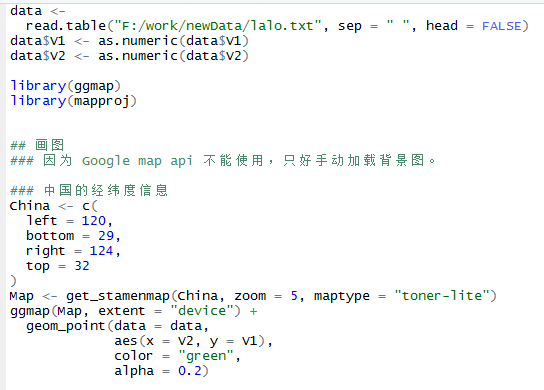 data <-
  read.table("F:/work/newData/lalo.txt", sep = " ", head = FALSE)
data$V1 <- as.numeric(data$V1)
data$V2 <- as.numeric(data$V2)
library(ggmap)
library(mapproj)
## 画图
### 因为 Google map api 不能使用，只好手动加载背景图。
### 中国的经纬度信息
China <- c(
  left = 120,
  bottom = 29,
  right = 124,
  top = 32
)
Map <- get_stamenmap(China, zoom = 5, maptype = "toner-lite")
ggmap(Map, extent = "device") +
  geom_point(data = data,
             aes(x = V2, y = V1),
             color = "green",
             alpha = 0.2)